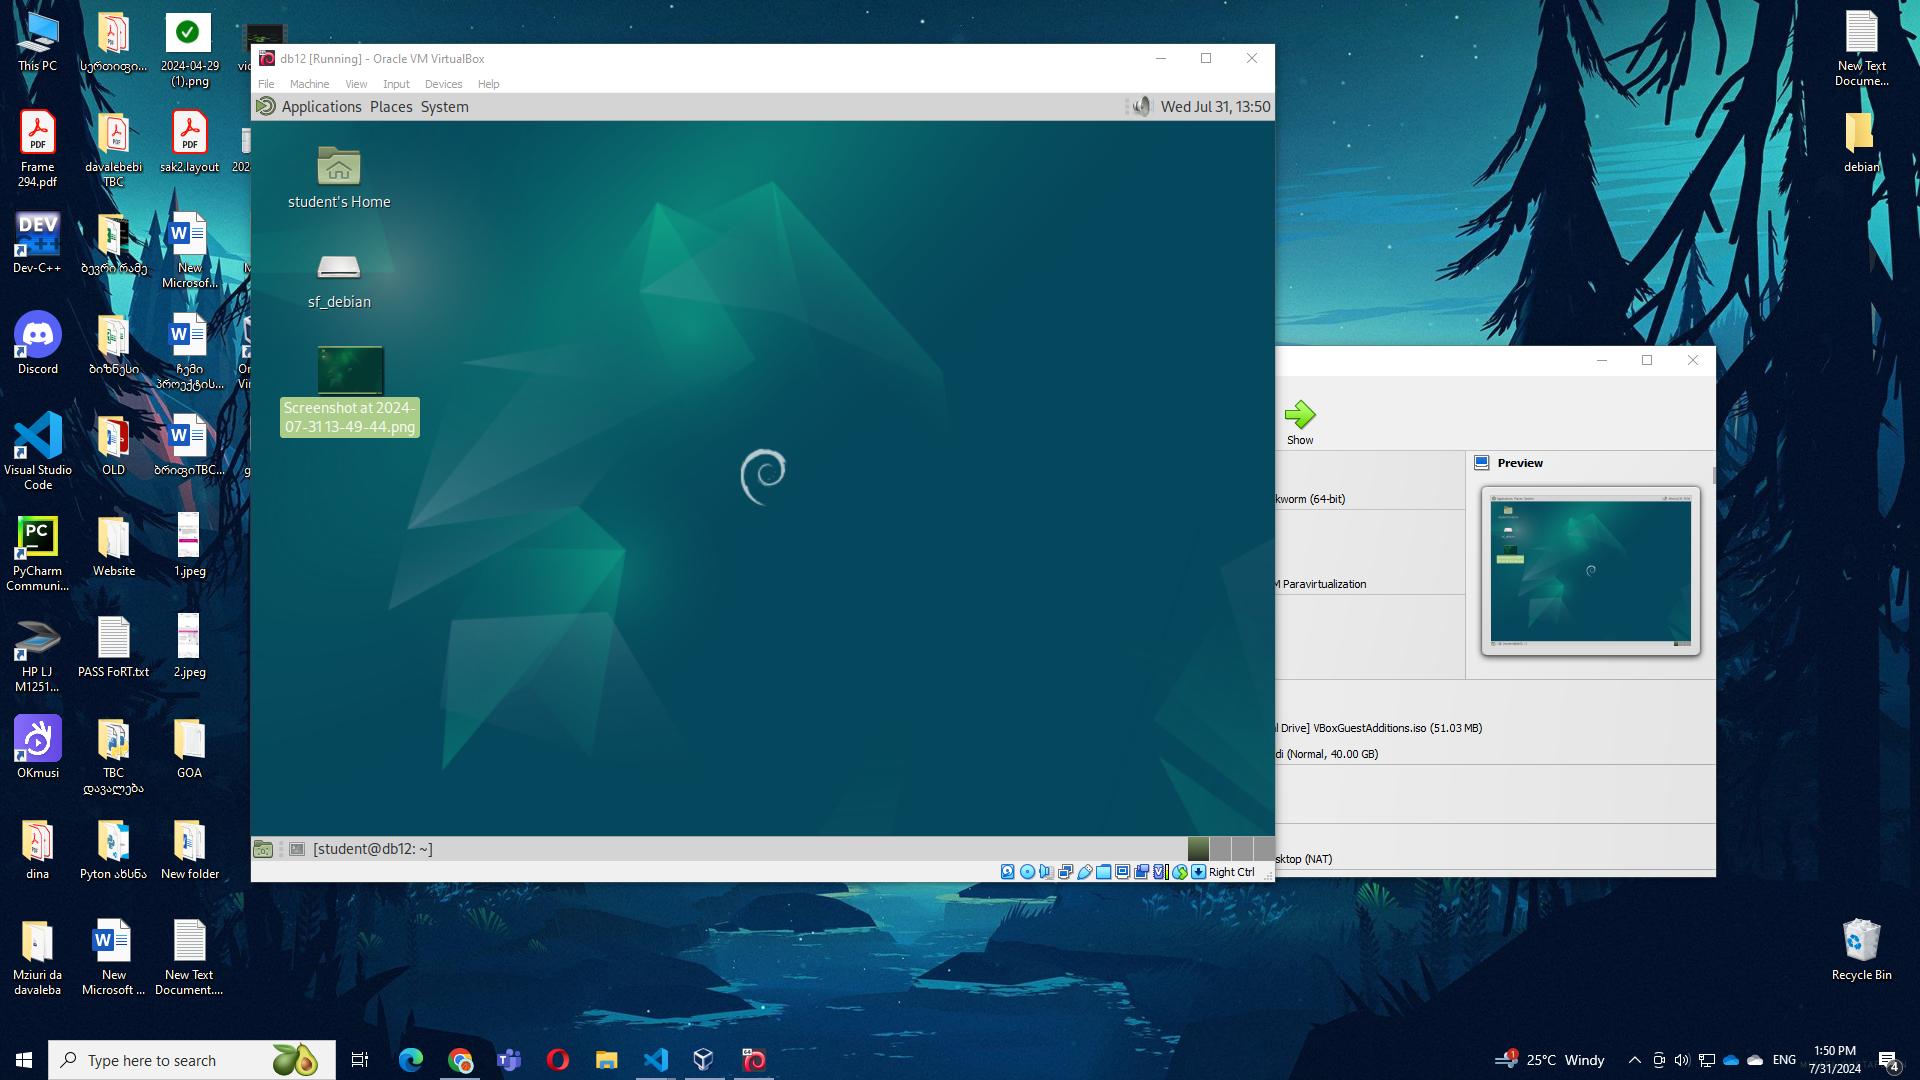 This PC
სერთიფი...
2024-04-29
(1).png
Frame
294.pdf
davalebebi
TBC
sak2.layout
Dev-C++
ბევრი რამე
New
Microsof...
Discord
ბიზნესი
ჩემი
პროექტის...
Visual Studio
Code
OLD
ბრიფიTBC...
PyCharm
Communi...
Website
1.jpeg
HP LJ
M1251...
PASS FoRT.txt
2.jpeg
OKmusi
TBC
დავალება
GOA
dina
Pyton ახსნა
New folder
Mziuri da
davaleba
New
Microsoft ...
New Text
Document....
db12 [Running] - Oracle VM VirtualBox
File Machine View Input Devices Help
Applications Places System
Wed Jul 31, 13:50
student's Home
sf_debian
Screenshot at 2024-
07-31 13-49-44.png
[student@db12: ~]
Right Ctrl
Show
Preview
kworm (64-bit)
M Paravirtualization
l Drive] VBoxGuestAdditions.iso (51.03 MB)
di (Normal, 40.00 GB)
sktop (NAT)
New Text
Docume...
debian
Recycle Bin
Type here to search
25°C Windy
ENG
1:50 PM
7/31/2024
4